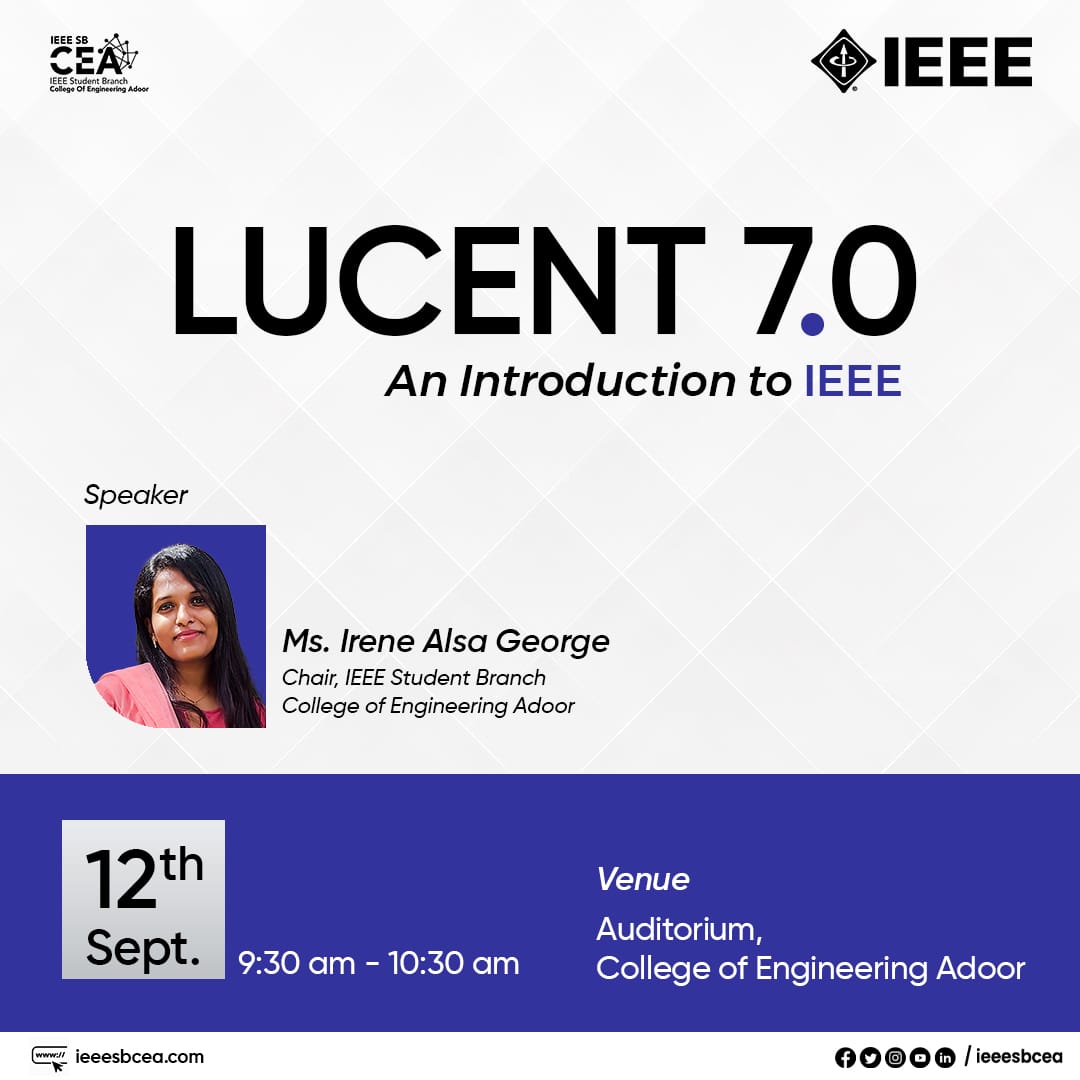 IEEE SB
CEA
IEEE Student Branch
College Of Engineering Adoor
IEEE
LUCENT 7.0
An Introduction to IEEE
Speaker
Ms. Irene Alsa George
Chair, IEEE Student Branch
College of Engineering Adoor
12th
Sept.
9:30 am - 10:30 am
Venue
Auditorium,
College of Engineering Adoor
www://
ieeesbcea.com
/ ieeesbcea